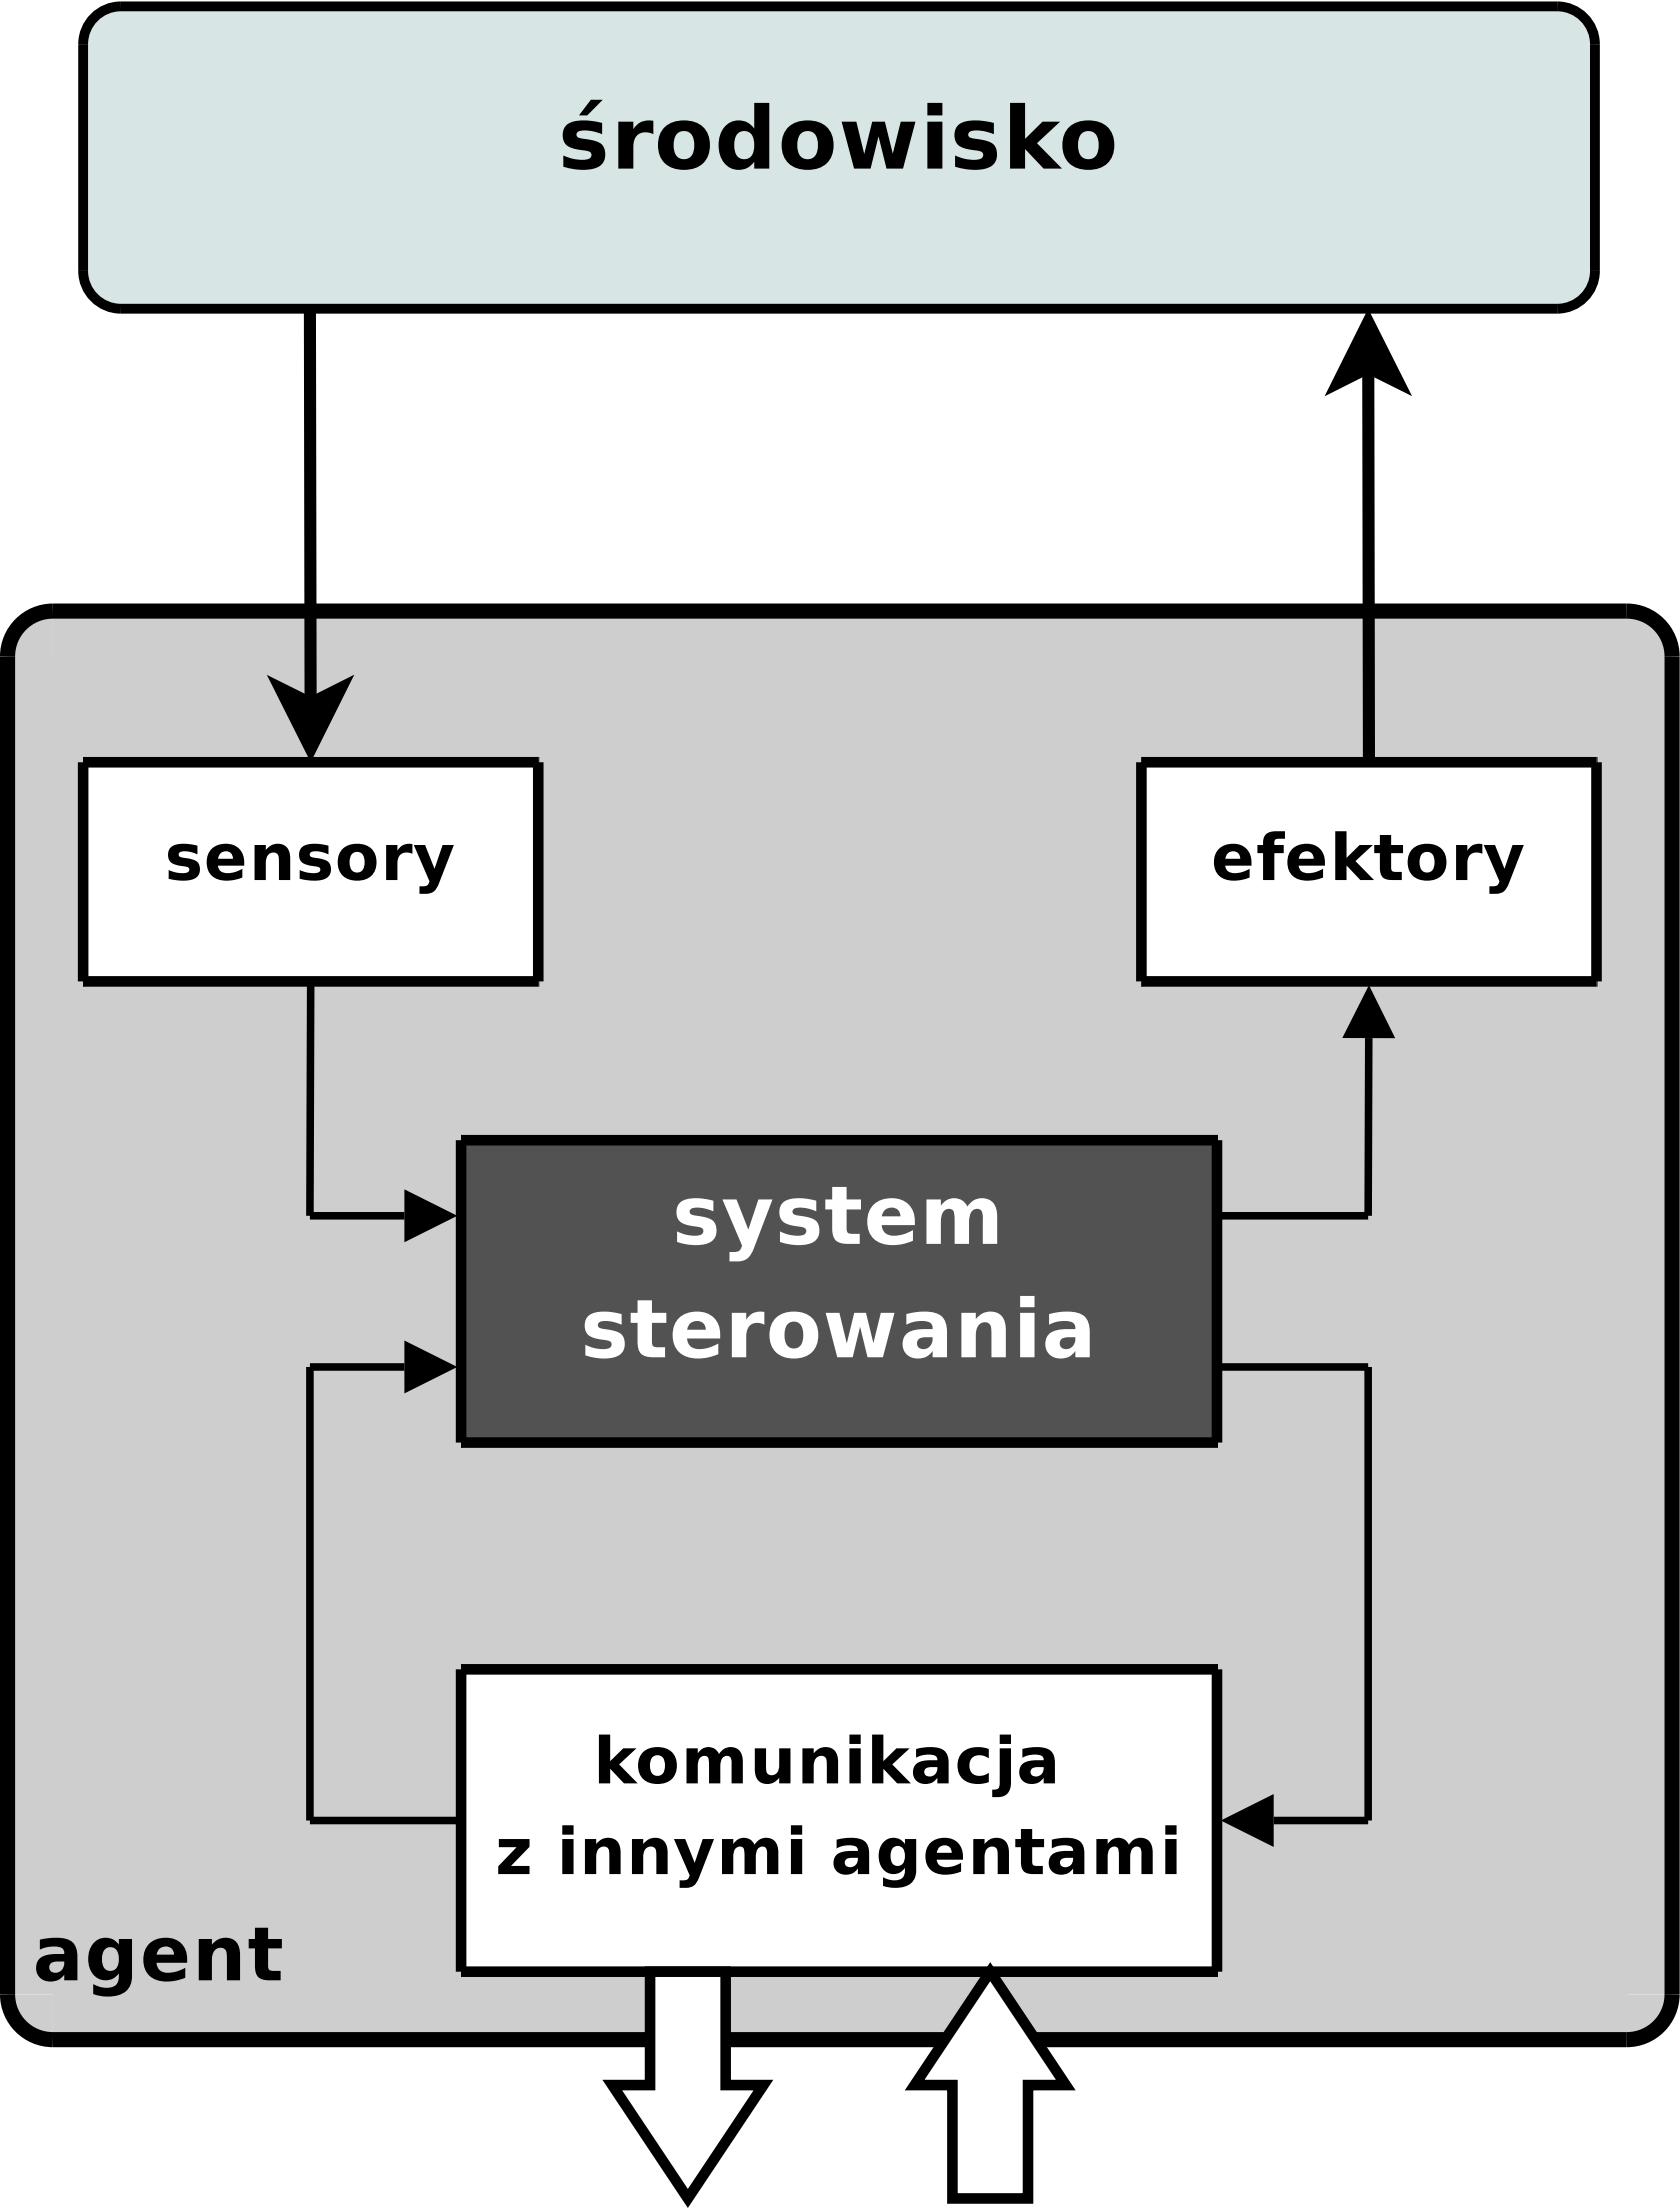 środowisko
sensory
efektory
system
sterowania
komunikacja
z innymi agentami
agent